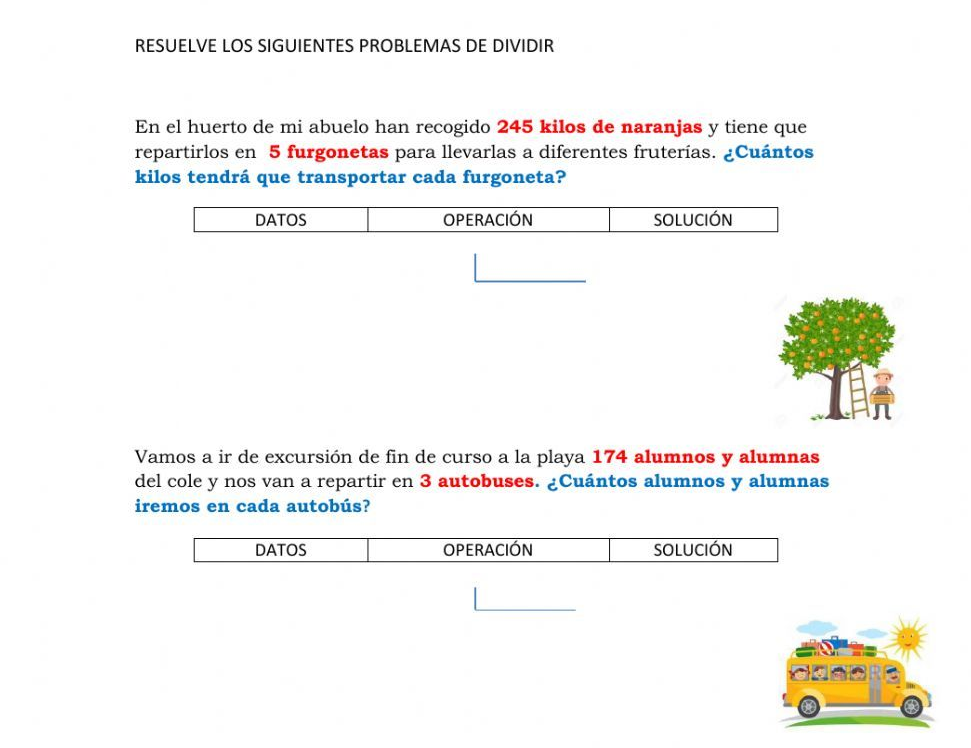 RESUELVE LOS SIGUIENTES PROBLEMAS DE DIVIDIR
En el huerto de mi abuelo han recogido 245 kilos de naranjas y tiene que
repartirlos en 5 furgonetas para llevarlas a diferentes fruterías. ¿Cuántos
kilos tendrá que transportar cada furgoneta?
DATOS OPERACIÓN SOLUCIÓN
Vamos a ir de excursión de fin de curso a la playa 174 alumnos y alumnas
del cole y nos van a repartir en 3 autobuses. ¿Cuántos alumnos y alumnas
iremos en cada autobús?
DATOS OPERACIÓN SOLUCIÓN